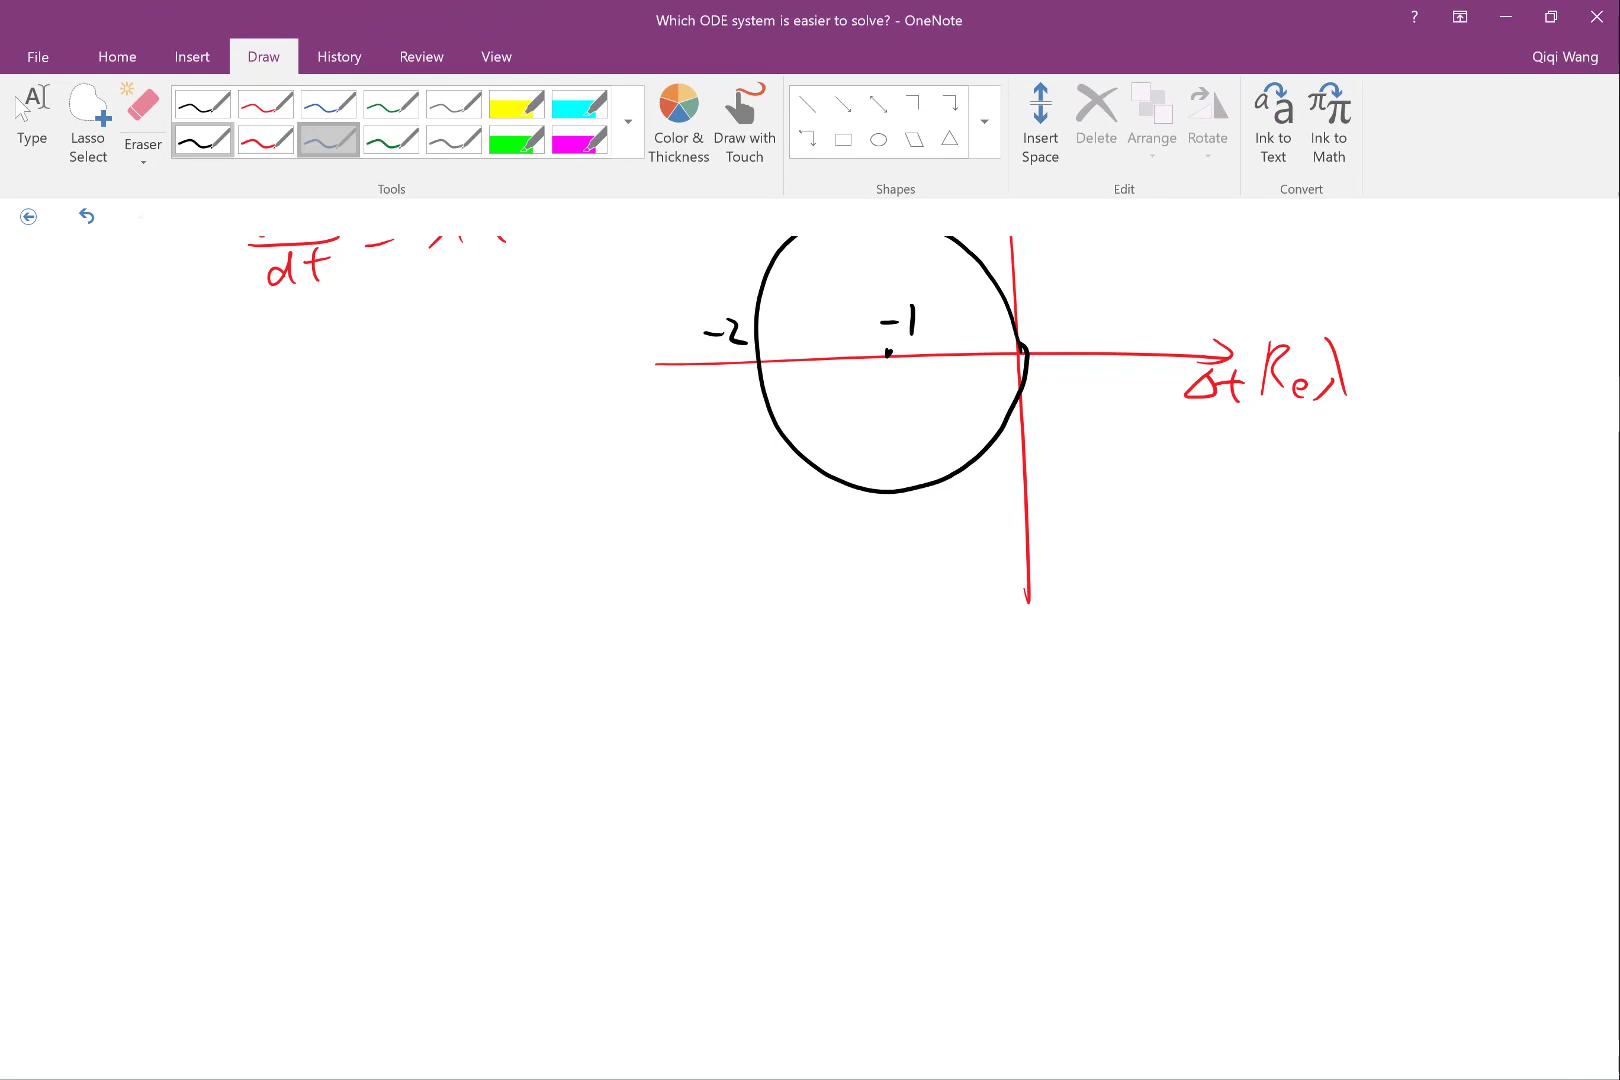 Which ODE system is easier to solve? - OneNote
?
File
Home
Insert
Draw
History
Review
View
Qiqi Wang
Type
Lasso Select
Eraser
Color & Thickness
Draw with Touch
Insert Space
Delete
Arrange
Rotate
Ink to Text
Ink to Math
Tools
Shapes
Edit
Convert
dt =
-2
-1
Δt Re λ